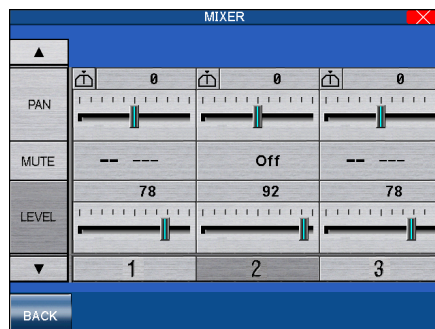 MIXER
0 0 0
PAN
MUTE -- --- Off -- ---
78 92 78
LEVEL
1 2 3
BACK